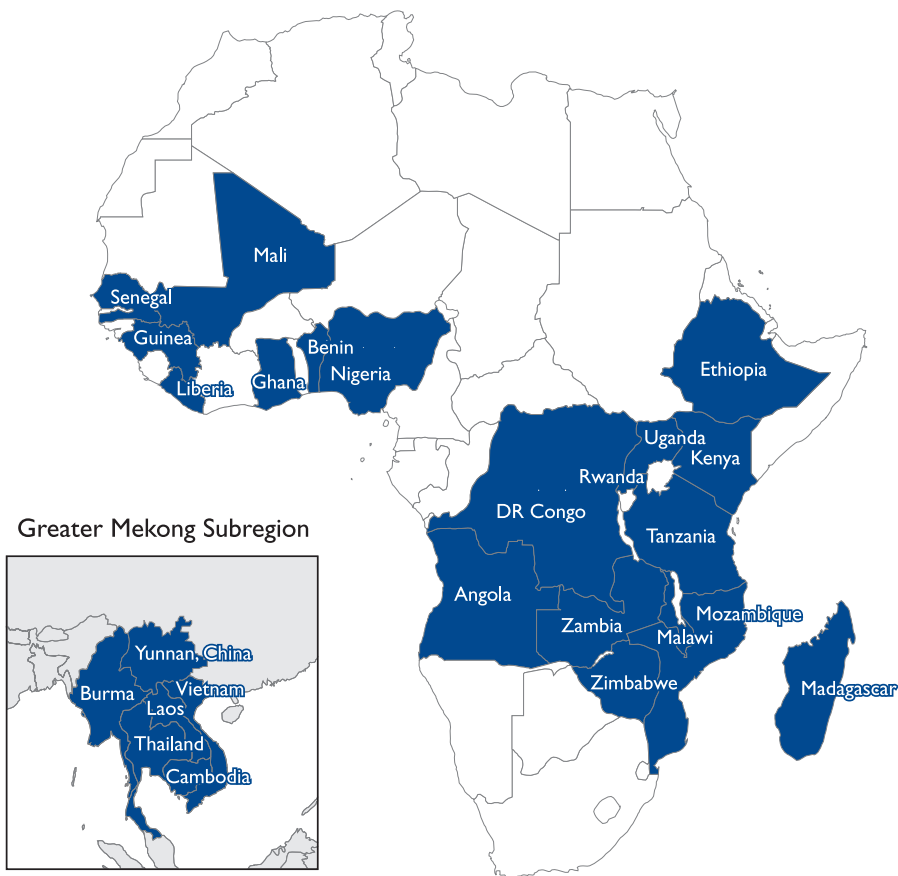 Mali
Senegal
Guinea
Liberia
Ghana
Benin
Nigeria
Ethiopia
Uganda
Kenya
Rwanda
DR Congo
Tanzania
Angola
Zambia
Malawi
Mozambique
Zimbabwe
Madagascar
Greater Mekong Subregion
Yunnan, China
Burma
Vietnam
Laos
Thailand
Cambodia